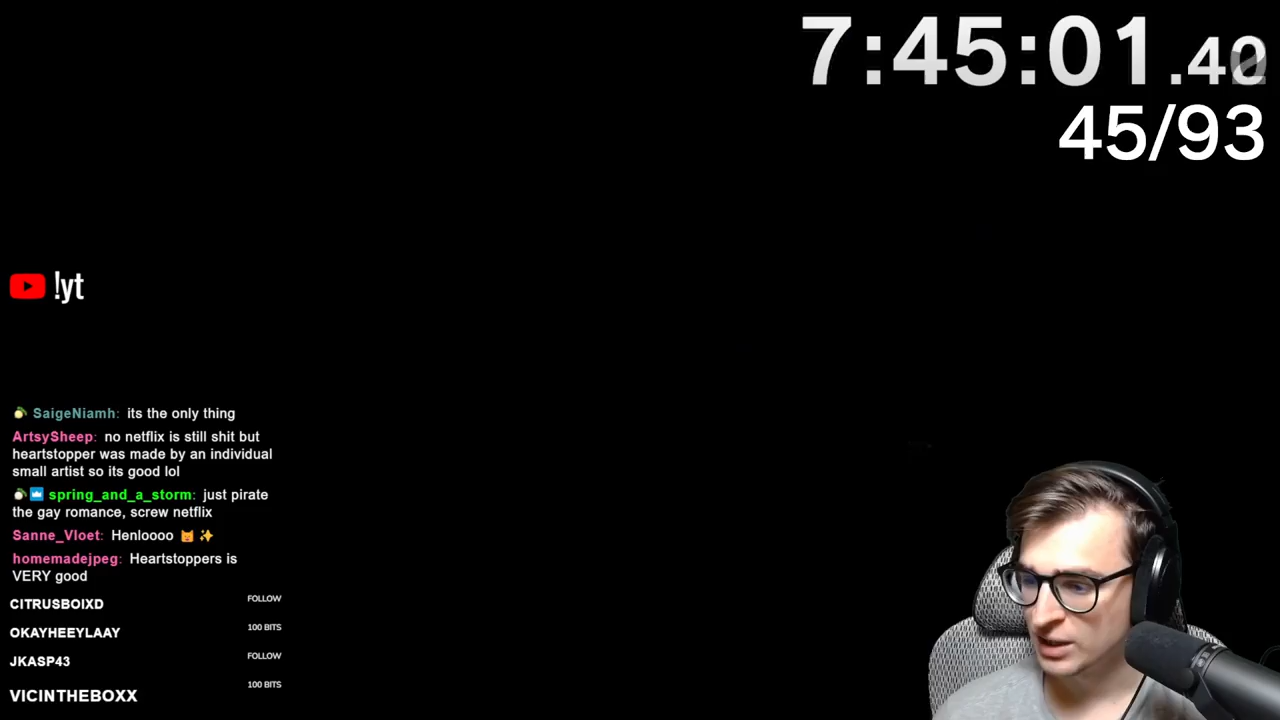 7:45:01.40
45/93
!yt
SaigeNiamh: its the only thing
ArtsySheep: no netflix is still shit but
heartstopper was made by an individual
small artist so its good lol
spring_and_a_storm: just pirate
the gay romance, screw netflix
Sanne_Vloet: Henloooo 😺 ✨
homemadejpeg: Heartstoppers is
VERY good
CITRUSBOIXD FOLLOW
OKAYHEEYLAAY 100 BITS
JKASP43 FOLLOW
VICINTHEBOXX 100 BITS